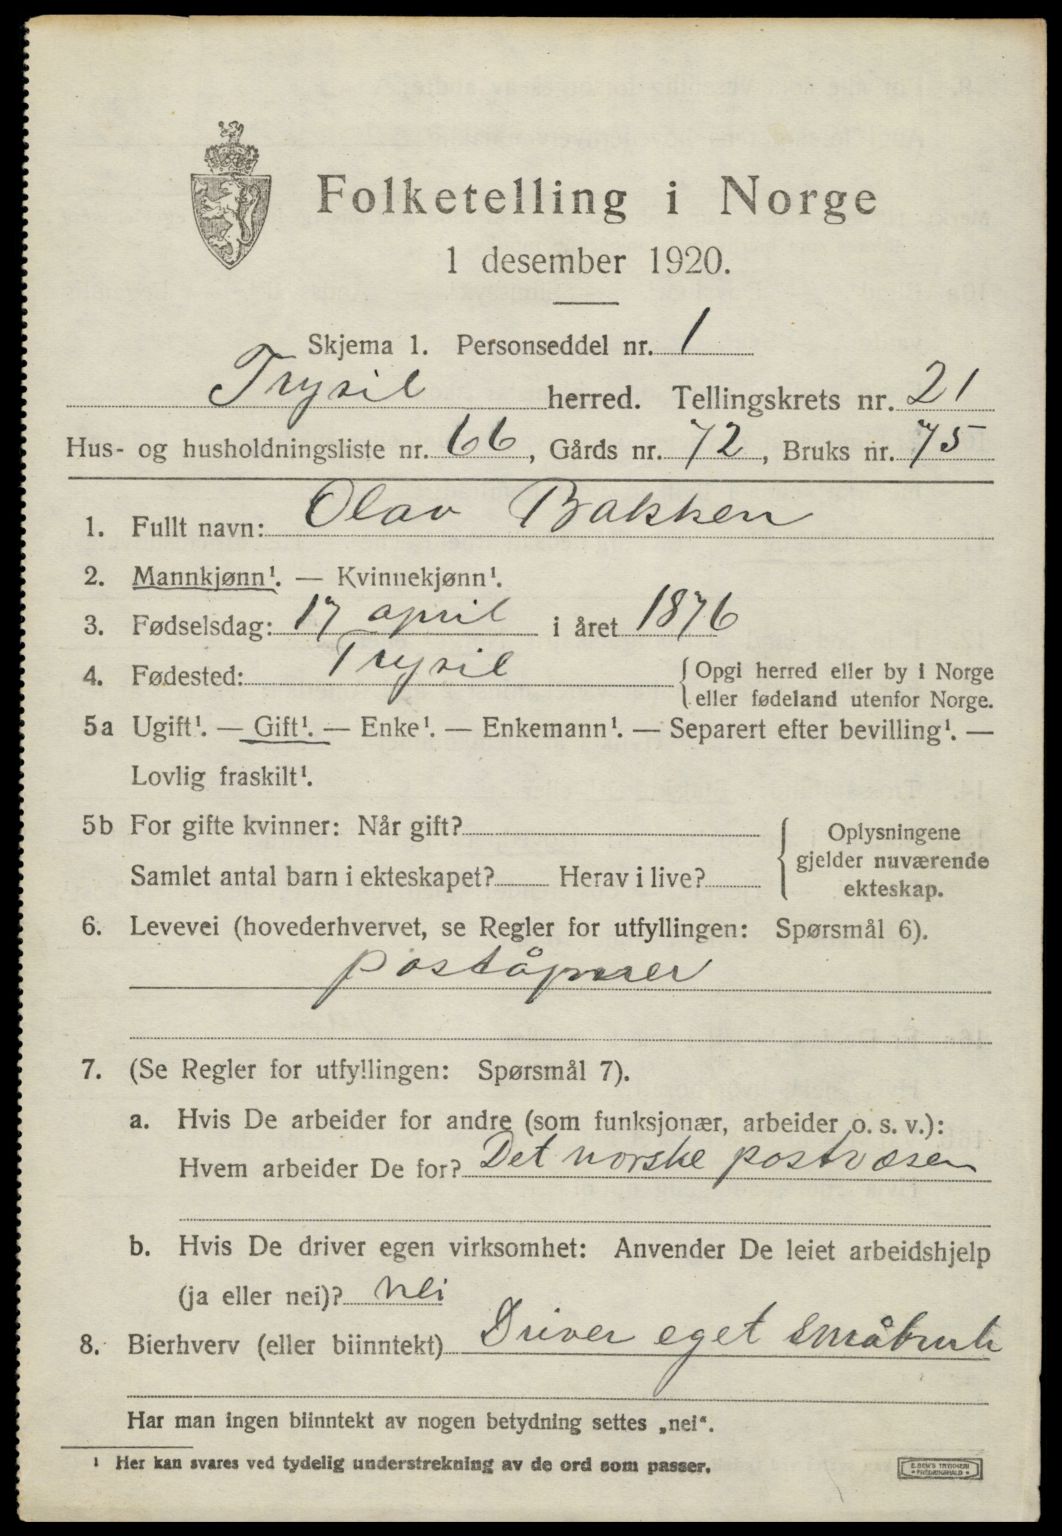 Folketelling i Norge
1 desember 1920.
Skjema 1. Personseddel nr. 1
Trysil herred. Tellingskrets nr. 21
Hus- og husholdningsliste nr. 66, Gårds nr. 72, Bruks nr. 75
1. Fullt navn: Olav Bakken
2. Mannkjønn¹. — Kvinnekjønn¹.
3. Fødselsdag: 17 april i året 1876
4. Fødested: Trysil { Opgi herred eller by i Norge
eller fødeland utenfor Norge.
5a Ugift¹. — Gift¹. — Enke¹. — Enkemann¹. — Separert efter bevilling¹. —
Lovlig fraskilt¹.
5b For gifte kvinner: Når gift?
Samlet antal barn i ekteskapet? Herav i live?
Oplysningene
gjelder nuværende
ekteskap.
6. Levevei (hovederhvervet, se Regler for utfyllingen: Spørsmål 6).
poståpner
7. (Se Regler for utfyllingen: Spørsmål 7).
a. Hvis De arbeider for andre (som funksjonær, arbeider o. s. v.):
Hvem arbeider De for? Det norske postvæsen
b. Hvis De driver egen virksomhet: Anvender De leiet arbeidshjelp
(ja eller nei)? nei
8. Bierhverv (eller biinntekt) Driver eget småbruk
Har man ingen biinntekt av nogen betydning settes „nei“.
¹ Her kan svares ved tydelig understrekning av de ord som passer.
E. SEM'S TRYKKERI
• FREDRIKSHALD •